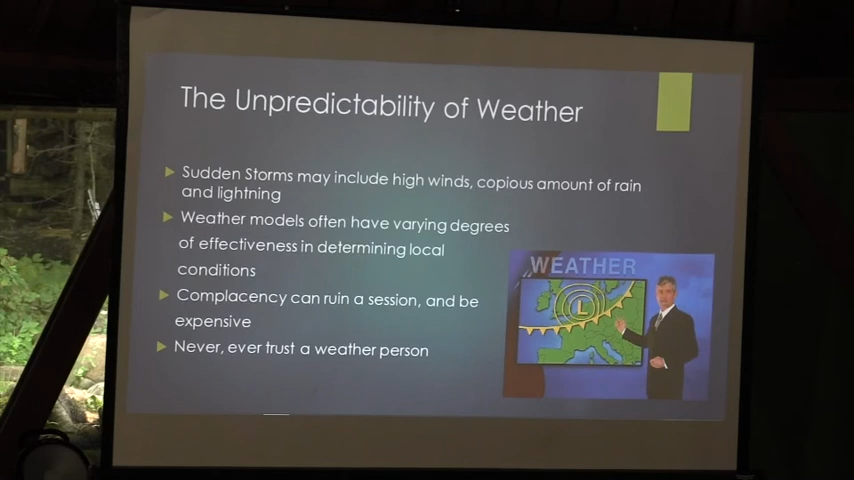 The Unpredictability of Weather
Sudden Storms may include high winds, copious amount of rain
and lightning
Weather models often have varying degrees
of effectiveness in determining local
conditions
Complacency can ruin a session, and be
expensive
Never, ever trust a weather person
WEATHER
L